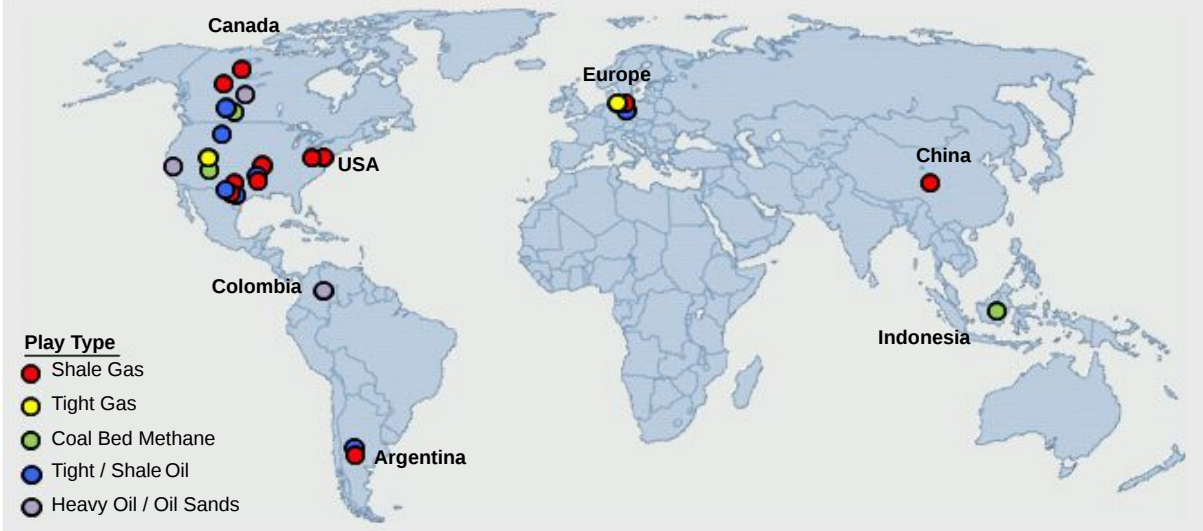 Canada
Europe
China
USA
Colombia
Indonesia
Play Type
Shale Gas
Tight Gas
Coal Bed Methane
Tight / Shale Oil
Argentina
Heavy Oil / Oil Sands